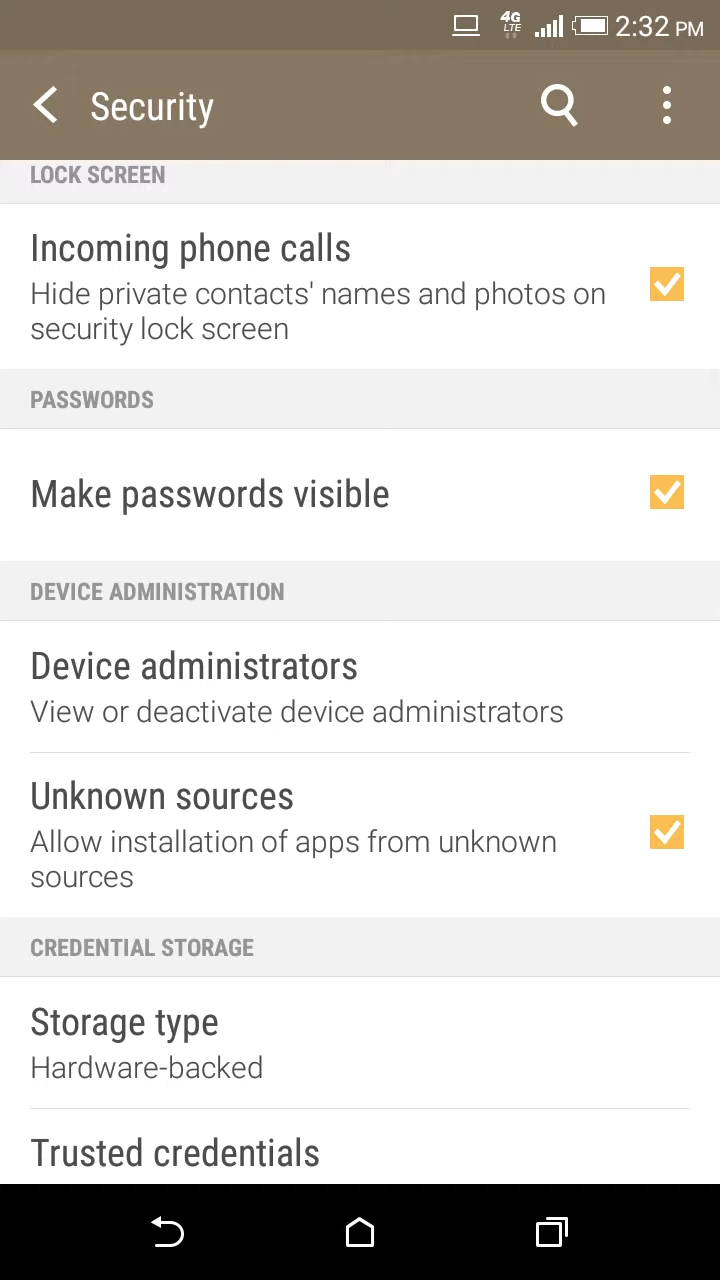 4G LTE 2:32 PM
Security
LOCK SCREEN
Incoming phone calls
Hide private contacts' names and photos on
security lock screen
PASSWORDS
Make passwords visible
DEVICE ADMINISTRATION
Device administrators
View or deactivate device administrators
Unknown sources
Allow installation of apps from unknown
sources
CREDENTIAL STORAGE
Storage type
Hardware-backed
Trusted credentials